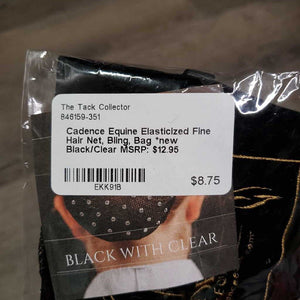 The Tack Collector
846159-351
Cadence Equine Elasticized Fine
Hair Net, Bling, Bag *new
Black/Clear MSRP: $12.95
EKK91B
$8.75
BLACK WITH CLEAR